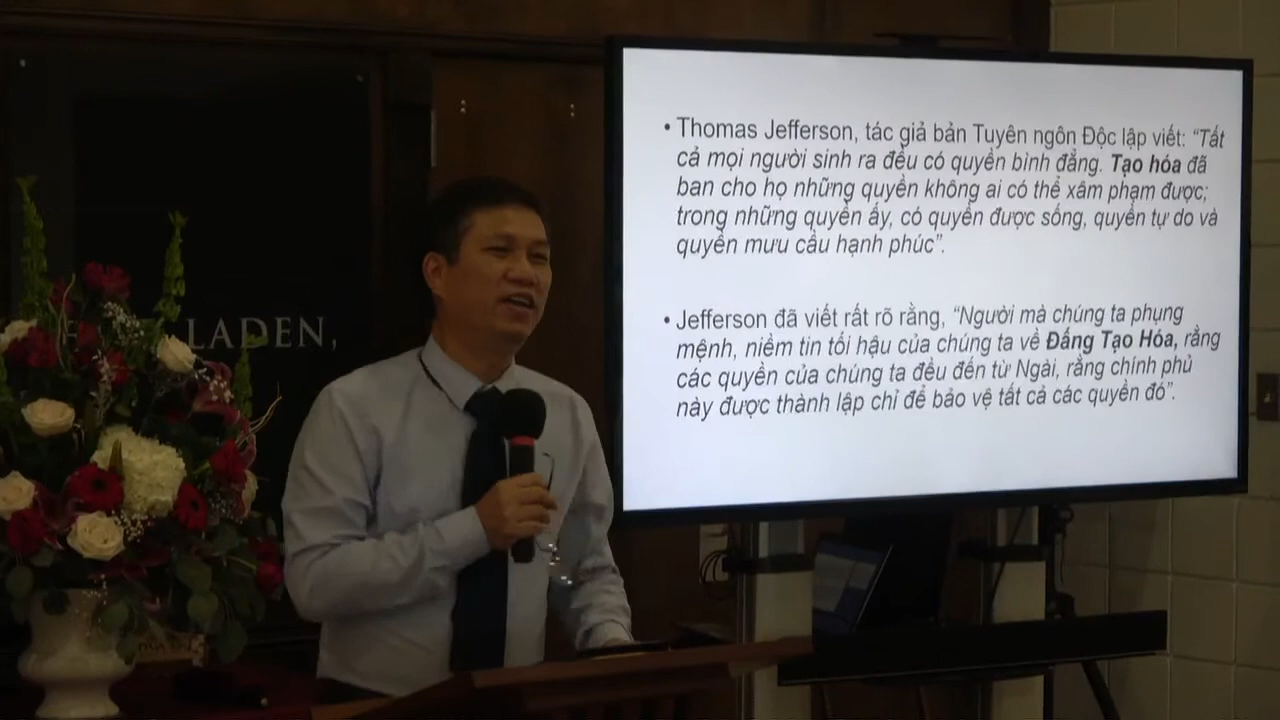 LADEN,
• Thomas Jefferson, tác giả bản Tuyên ngôn Độc lập viết: “Tất
cả mọi người sinh ra đều có quyền bình đẳng. Tạo hóa đã
ban cho họ những quyền không ai có thể xâm phạm được;
trong những quyền ấy, có quyền được sống, quyền tự do và
quyền mưu cầu hạnh phúc”.
• Jefferson đã viết rất rõ rằng, “Người mà chúng ta phụng
mệnh, niềm tin tối hậu của chúng ta về Đấng Tạo Hóa, rằng
các quyền của chúng ta đều đến từ Ngài, rằng chính phủ
này được thành lập chỉ để bảo vệ tất cả các quyền đó”.